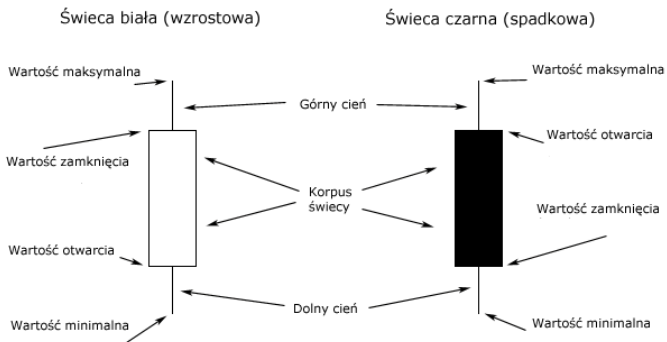 Świeca biała (wzrostowa)
Świeca czarna (spadkowa)
Wartość maksymalna
Wartość maksymalna
Górny cień
Wartość otwarcia
Wartość zamknięcia
Korpus
świecy
Wartość zamknięcia
Wartość otwarcia
Dolny cień
Wartość minimalna
Wartość minimalna